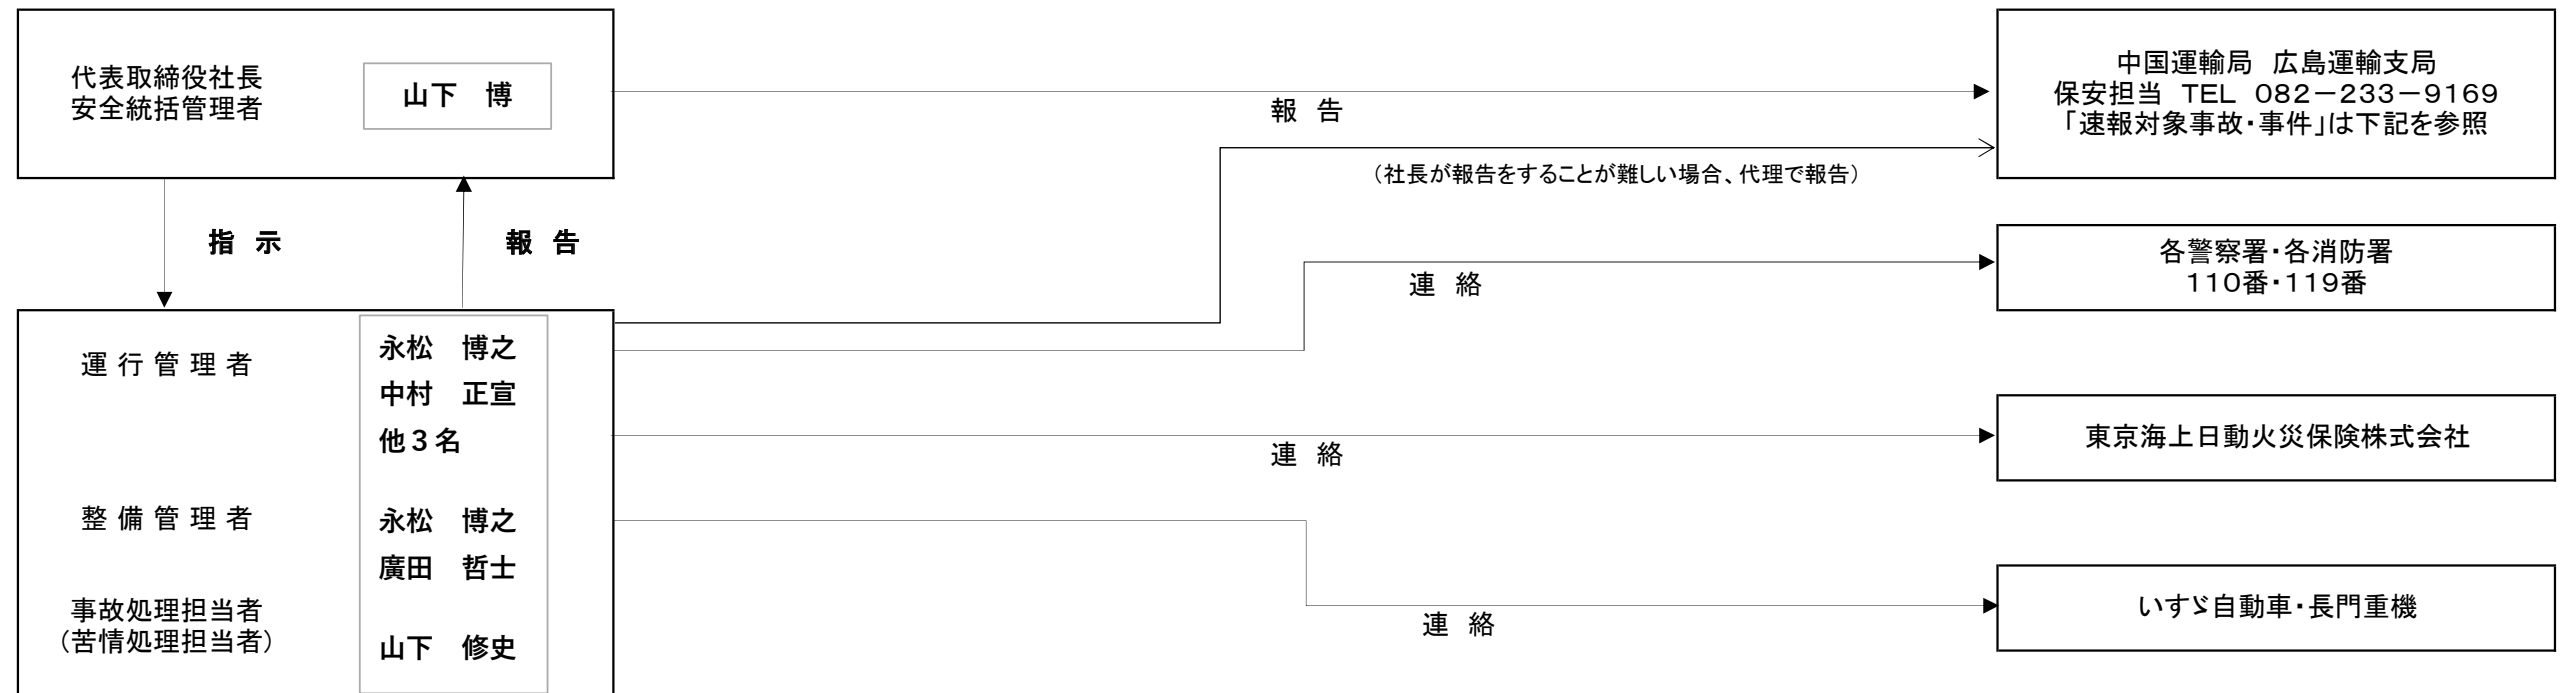 代表取締役社長
安全統括管理者
山下　博
報　告
中国運輸局　広島運輸支局
保安担当　TEL　０８２－２３３－９１６９
「速報対象事故・事件」は下記を参照
（社長が報告をすることが難しい場合、代理で報告）
指　示
報　告
連　絡
各警察署・各消防署
１１０番・１１９番
運行管理者
永松　博之
中村　正宣
他３名
連　絡
東京海上日動火災保険株式会社
整備管理者
永松　博之
廣田　哲士
事故処理担当者
（苦情処理担当者）
山下　修史
連　絡
いすゞ自動車・長門重機